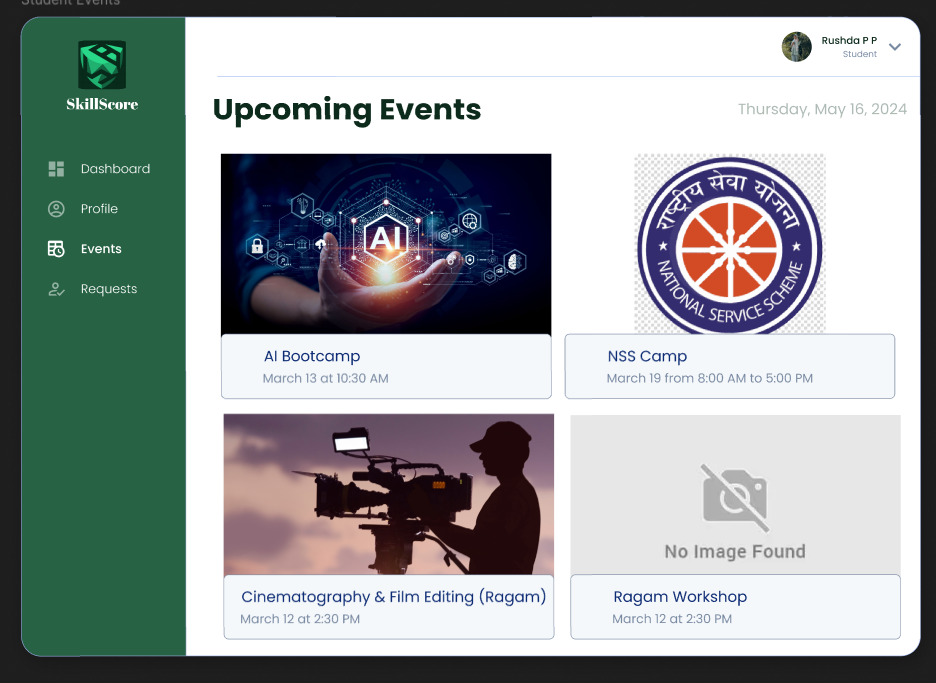 Student Events
SkillScore
Rushda P P
Student
Dashboard
Profile
Events
Requests
Upcoming Events
Thursday, May 16, 2024
AI
AI Bootcamp
March 13 at 10:30 AM
राष्ट्रीय सेवा योजना
NATIONAL SERVICE SCHEME
NSS Camp
March 19 from 8:00 AM to 5:00 PM
Cinematography & Film Editing (Ragam)
March 12 at 2:30 PM
No Image Found
Ragam Workshop
March 12 at 2:30 PM